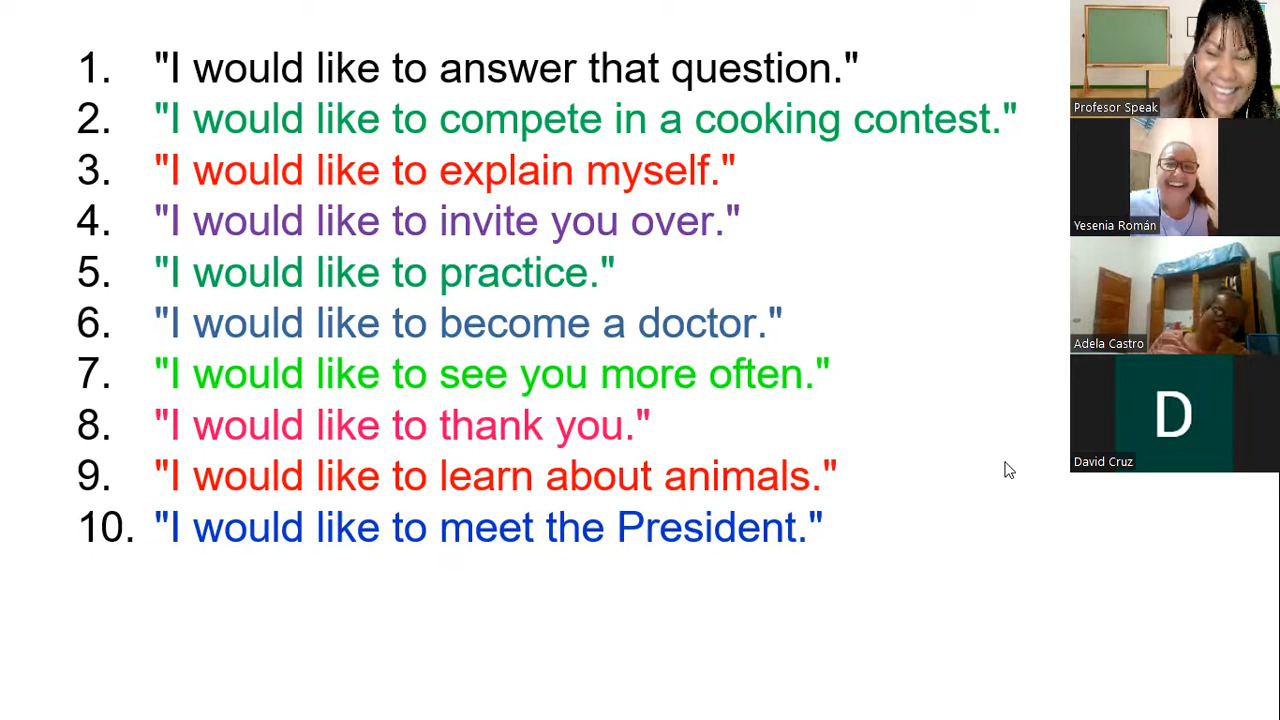 1. "I would like to answer that question."
2. "I would like to compete in a cooking contest."
3. "I would like to explain myself."
4. "I would like to invite you over."
5. "I would like to practice."
6. "I would like to become a doctor."
7. "I would like to see you more often."
8. "I would like to thank you."
9. "I would like to learn about animals."
10. "I would like to meet the President."
Profesor Speak
Yesenia Román
Adela Castro
D
David Cruz